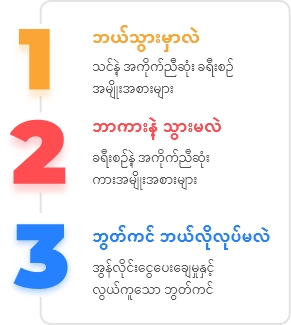 1
ဘယ်သွားမှာလဲ
သင်နဲ့ အကိုက်ညီဆုံး ခရီးစဉ်
အမျိုးအစားများ
2
ဘာကားနဲ့ သွားမလဲ
ခရီးစဉ်နဲ့ အကိုက်ညီဆုံး
ကားအမျိုးအစားများ
3
ဘွတ်ကင် ဘယ်လိုလုပ်မလဲ
အွန်လိုင်းငွေပေးချေမှုနှင့်
လွယ်ကူသော ဘွတ်ကင်